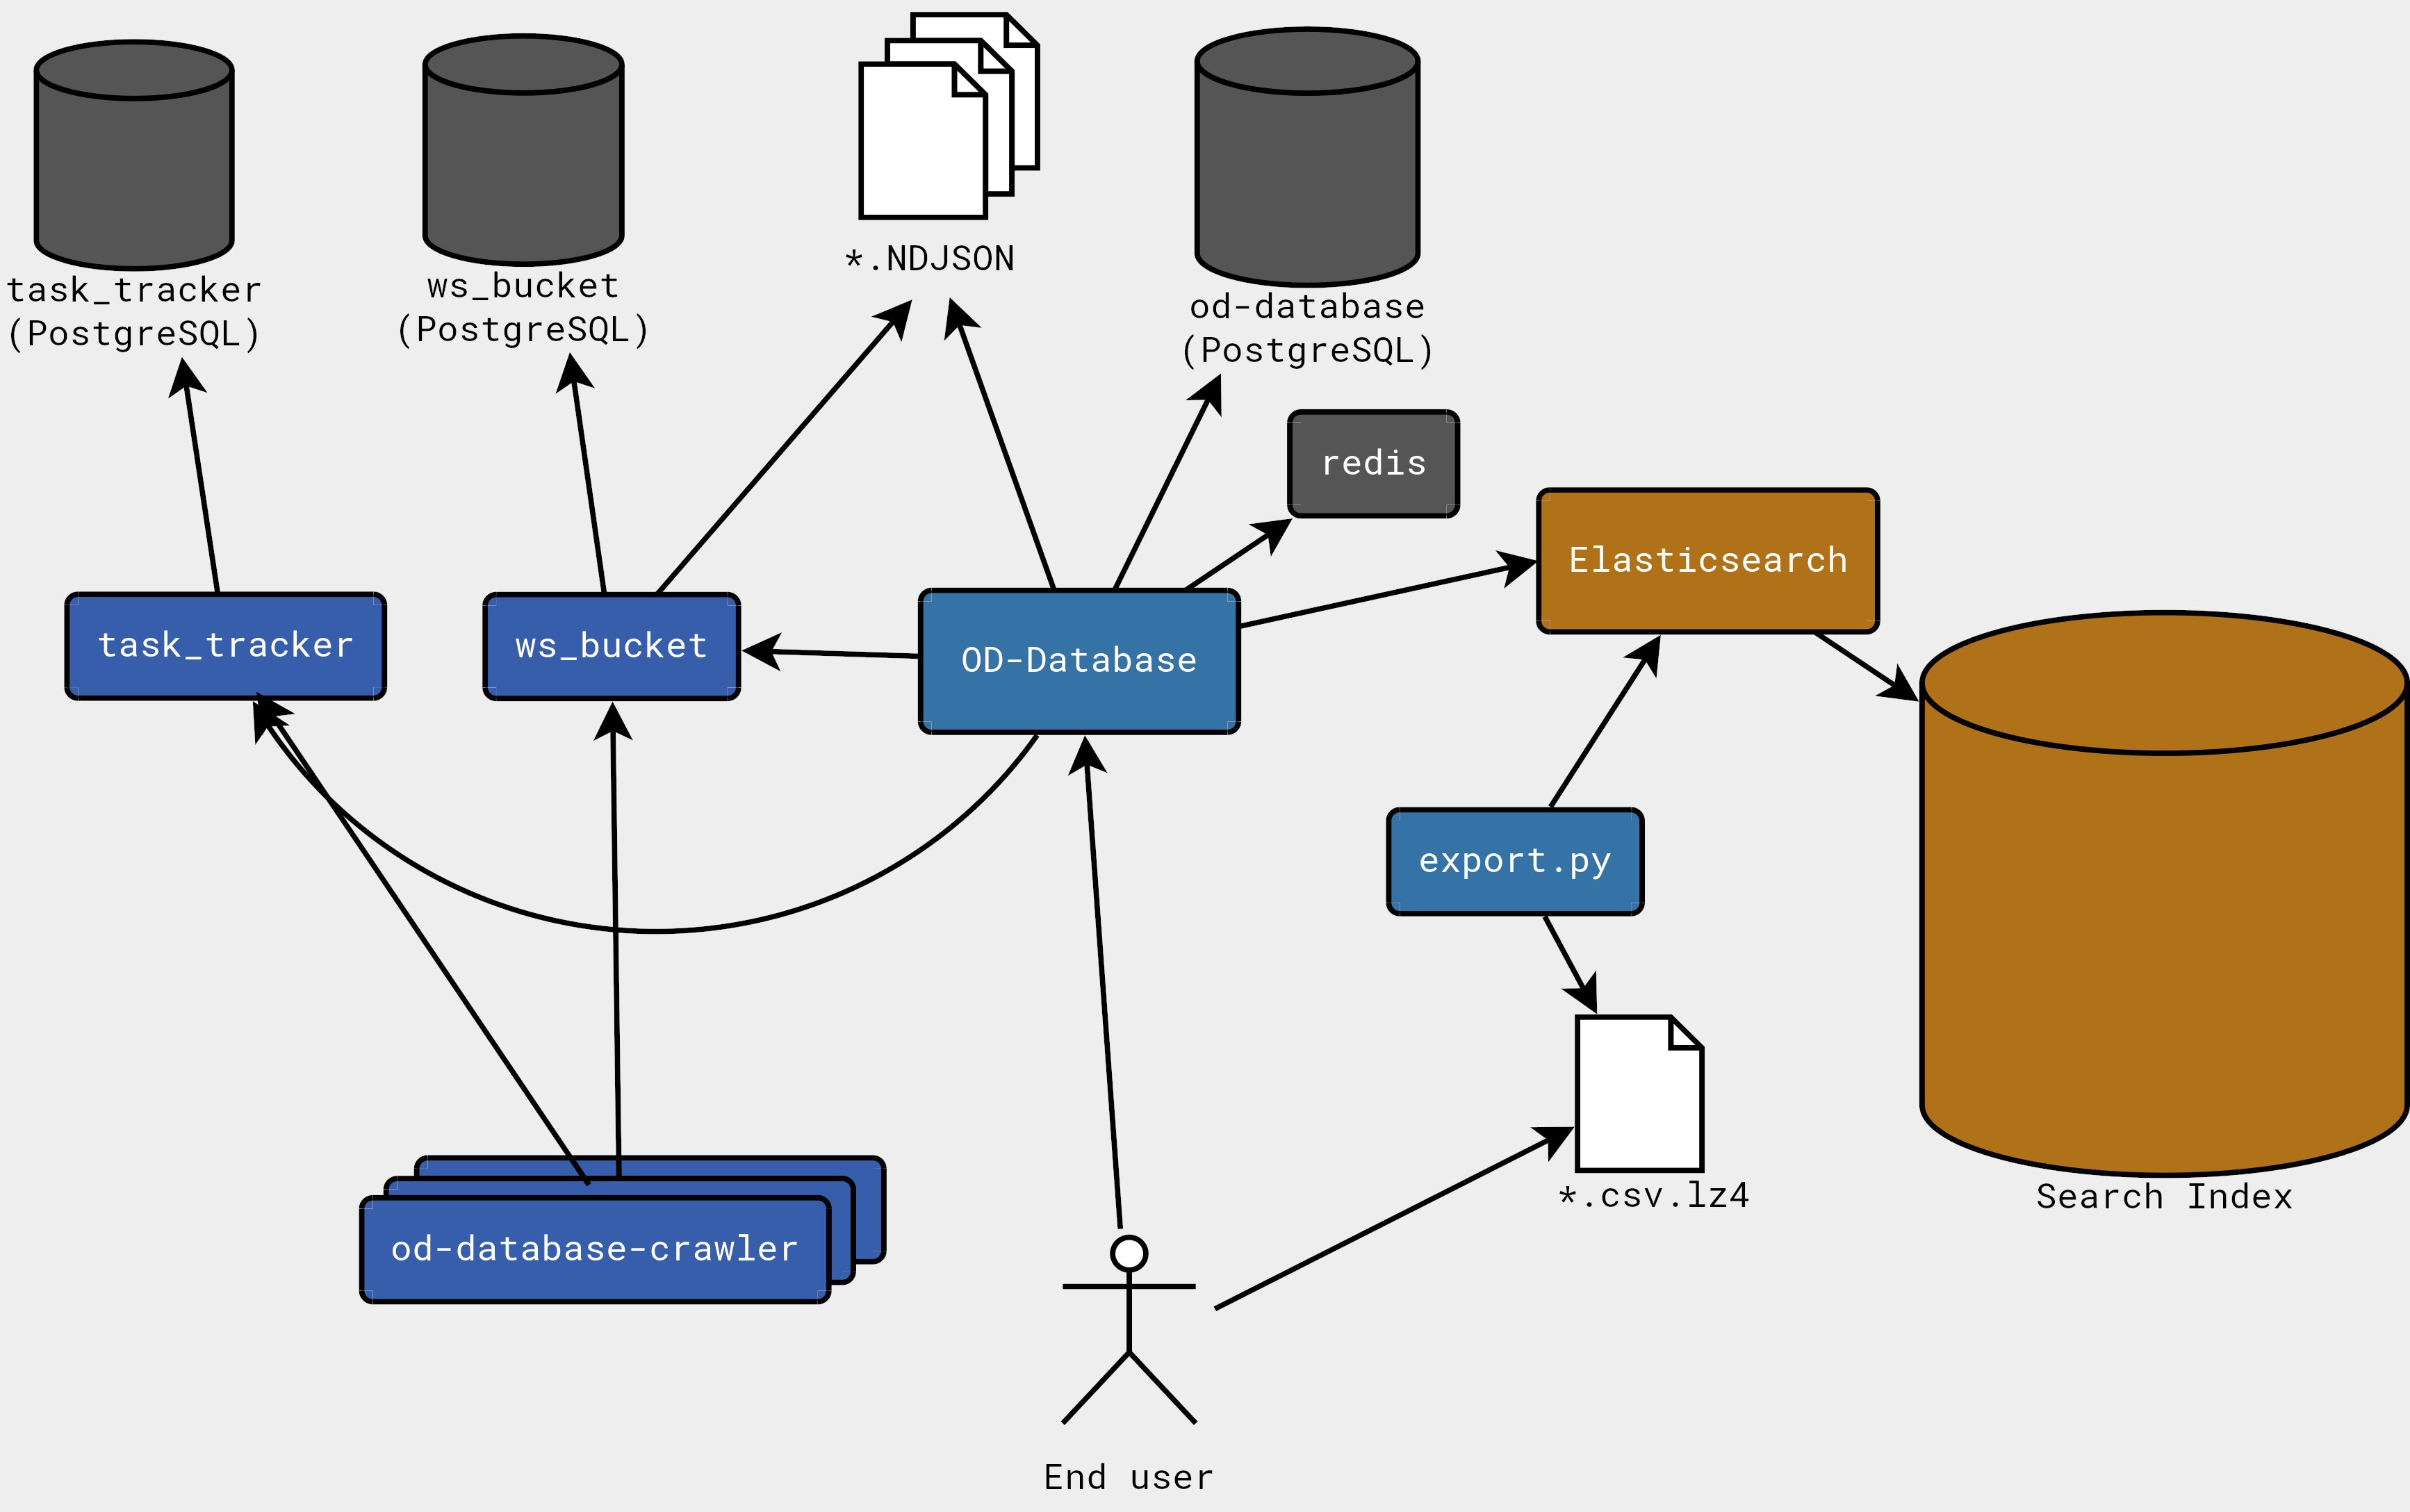 task_tracker
(PostgreSQL)
ws_bucket
(PostgreSQL)
*.NDJSON
od-database
(PostgreSQL)
redis
Elasticsearch
task_tracker
ws_bucket
OD-Database
export.py
*.csv.lz4
Search Index
od-database-crawler
End user